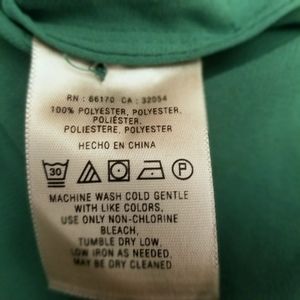 RN : 66170 CA : 32054
100% POLYESTER, POLYESTER,
POLIÉSTER,
POLIESTERE, POLYESTER
HECHO EN CHINA
30 P
MACHINE WASH COLD GENTLE
WITH LIKE COLORS,
USE ONLY NON-CHLORINE
BLEACH,
TUMBLE DRY LOW,
LOW IRON AS NEEDED,
MAY BE DRY CLEANED